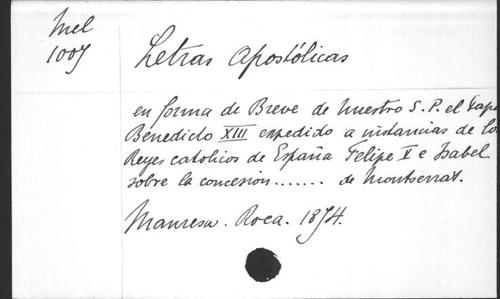 Mel
1007
Letras Apostólicas
en forma de Breve de Nuestro S. P. el Papa
Benedicto XIII expedido a instancias de los
Reyes católicos de España Felipe V e Isabel
sobre la concesion....... de Montserrat.
Manresa. Roca. 1874.